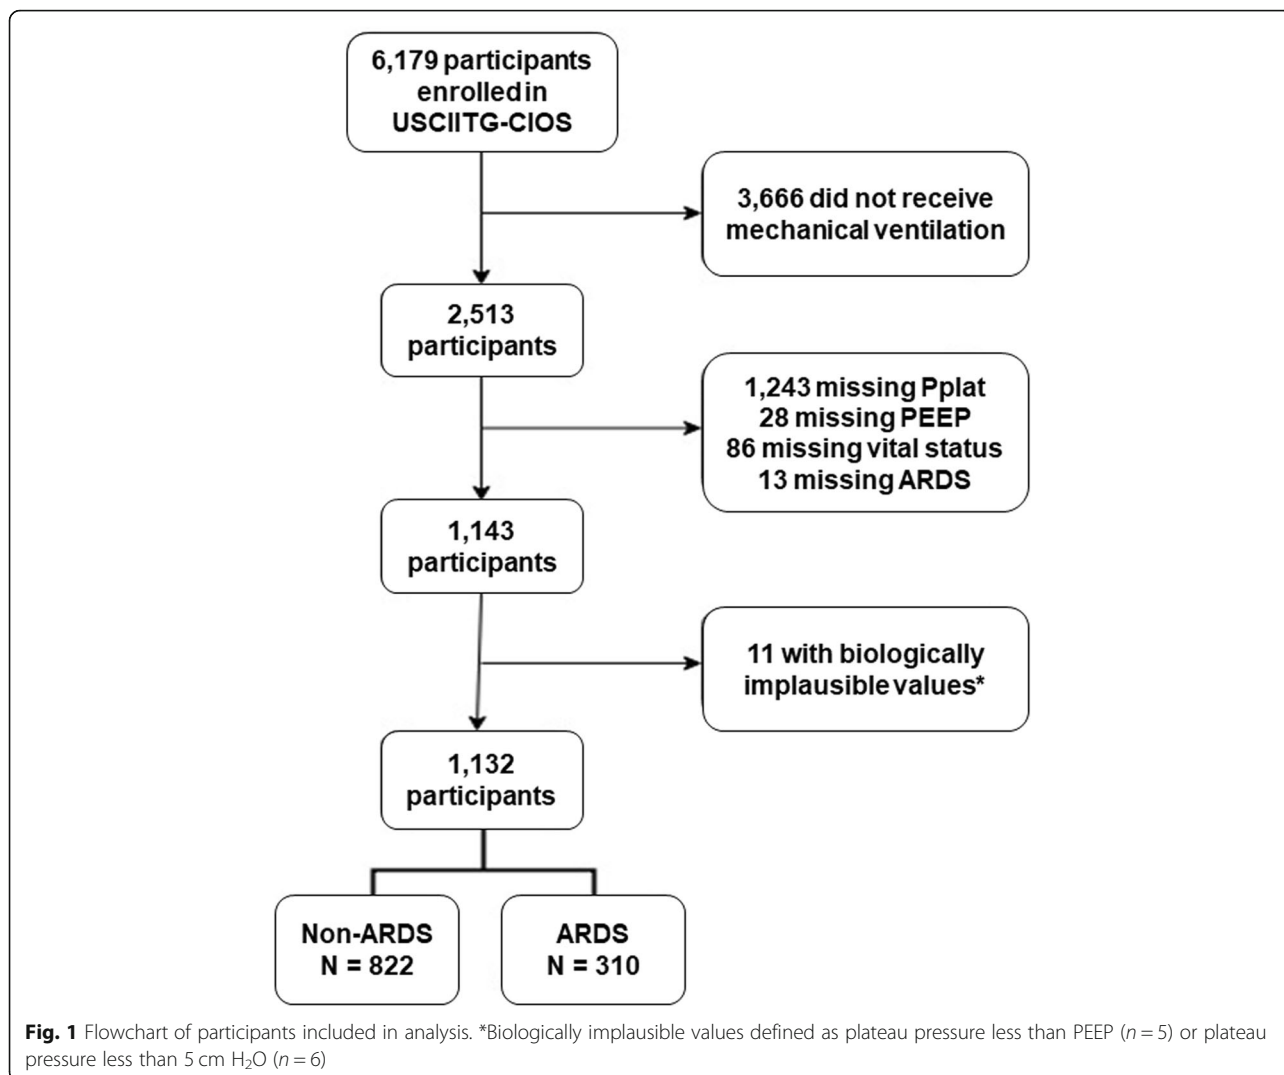 6,179 participants
enrolled in
USCIITG-CIOS
3,666 did not receive
mechanical ventilation
2,513
participants
1,243 missing Pplat
28 missing PEEP
86 missing vital status
13 missing ARDS
1,143
participants
11 with biologically
implausible values*
1,132
participants
Non-ARDS
N = 822
ARDS
N = 310
Fig. 1 Flowchart of participants included in analysis. *Biologically implausible values defined as plateau pressure less than PEEP (n = 5) or plateau
pressure less than 5 cm H₂O (n = 6)